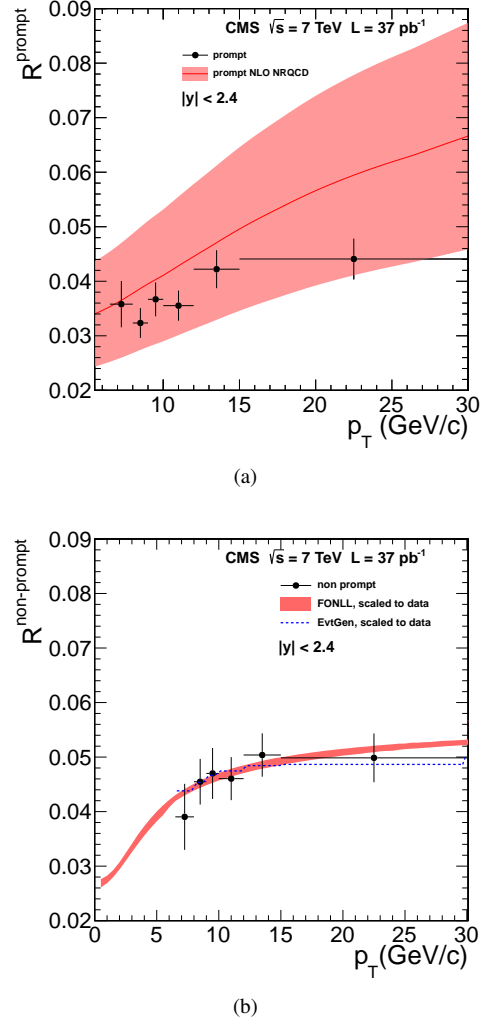 CMS √s = 7 TeV L = 37 pb⁻¹
prompt
prompt NLO NRQCD
|y| < 2.4
R^prompt
0.09
0.08
0.07
0.06
0.05
0.04
0.03
0.02
10 15 20 25 30
p_T (GeV/c)
(a)
CMS √s = 7 TeV L = 37 pb⁻¹
non prompt
FONLL, scaled to data
EvtGen, scaled to data
|y| < 2.4
R^non-prompt
0.09
0.08
0.07
0.06
0.05
0.04
0.03
0.02
0 5 10 15 20 25 30
p_T(GeV/c)
(b)